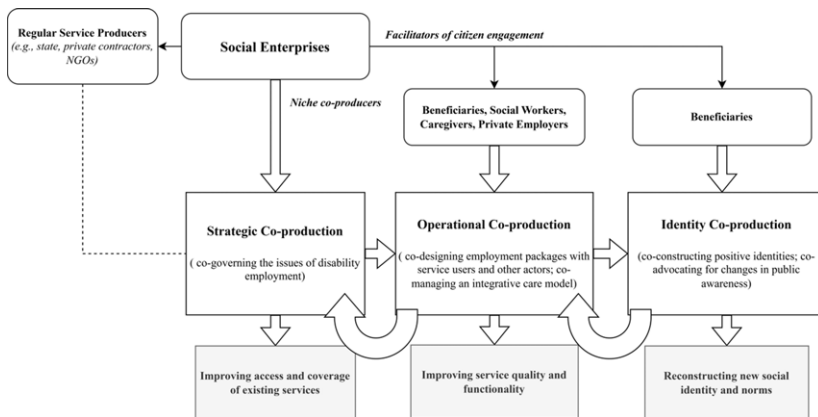 Regular Service Producers
(e.g., state, private contractors,
NGOs)
Social Enterprises
Facilitators of citizen engagement
Niche co-producers
Beneficiaries, Social Workers,
Caregivers, Private Employers
Beneficiaries
Strategic Co-production
( co-governing the issues of disability
employment)
Operational Co-production
( co-designing employment packages with
service users and other actors; co-
managing an integrative care model)
Identity Co-production
(co-constructing positive identities; co-
advocating for changes in public
awareness)
Improving access and coverage
of existing services
Improving service quality and
functionality
Reconstructing new social
identity and norms